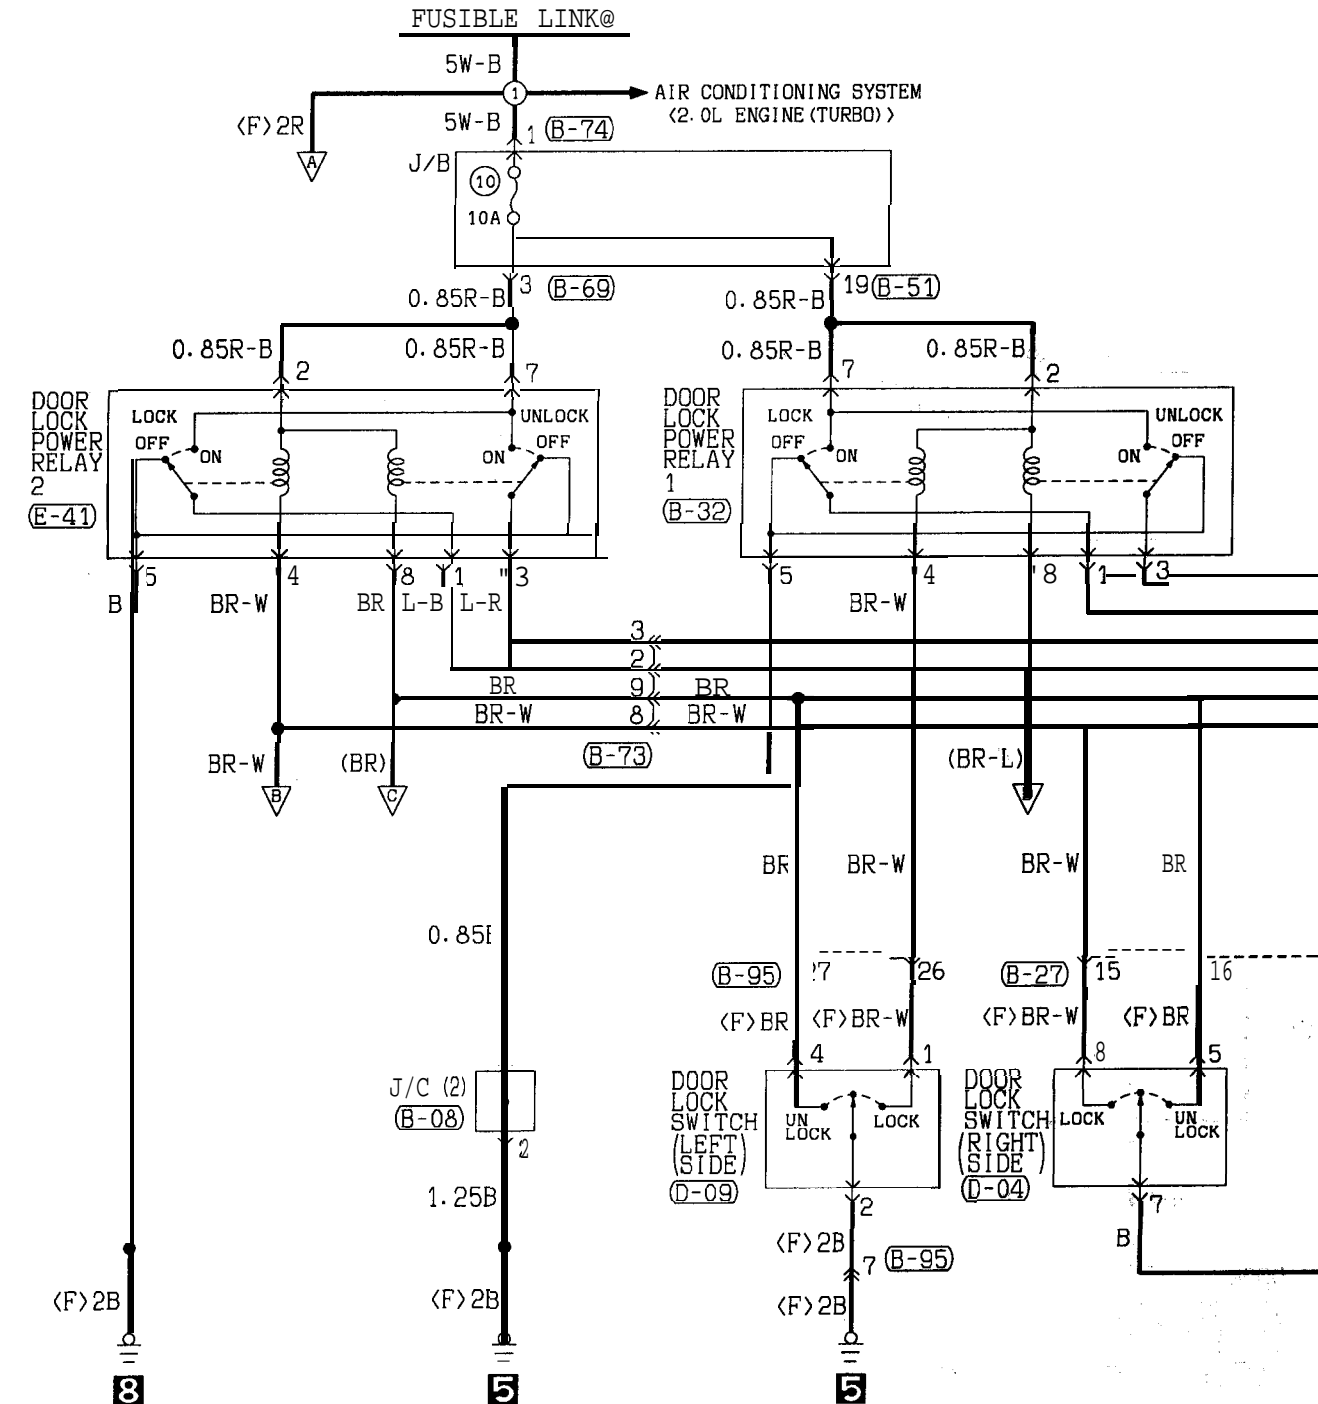 FUSIBLE LINK@
5W-B
1
AIR CONDITIONING SYSTEM
<2.0L ENGINE(TURBO)>
<F>2R
5W-B
1
B-74
A
J/B
10
10A
3
B-69
19
B-51
0.85R-B
0.85R-B
0.85R-B
0.85R-B
0.85R-B
0.85R-B
2
7
7
2
DOOR
LOCK
POWER
RELAY
2
E-41
LOCK
OFF
ON
UNLOCK
OFF
ON
DOOR
LOCK
POWER
RELAY
1
B-32
LOCK
OFF
ON
UNLOCK
OFF
ON
5
4
8
1
"3
5
4
'8
1
3
B
BR-W
BR
L-B
L-R
BR-W
3
2
BR
9
BR
BR-W
8
BR-W
B-73
BR-W
(BR)
(BR-L)
B
C
BR
BR-W
BR-W
BR
0.85
B-95
27
26
B-27
15
16
<F>BR
<F>BR-W
<F>BR-W
<F>BR
4
1
8
5
J/C (2)
B-08
2
DOOR
LOCK
SWITCH
(LEFT
SIDE)
D-09
UN
LOCK
LOCK
DOOR
LOCK
SWITCH
(RIGHT
SIDE)
D-04
LOCK
UN
LOCK
1.25B
2
7
<F>2B
B
7
B-95
<F>2B
<F>2B
<F>2B
8
5
5